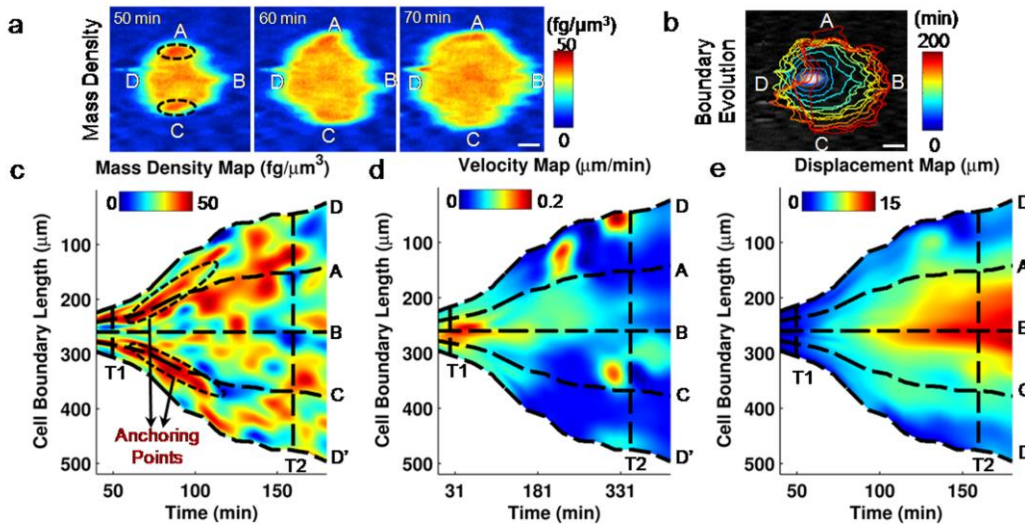 a
Mass Density
50 min
A
D
B
C
60 min
A
D
B
C
70 min
A
D
B
C
(fg/μm³)
50
0
b
Boundary Evolution
A
D
B
C
(min)
200
0
c
Mass Density Map (fg/μm³)
0 50
Cell Boundary Length (μm)
100
200
300
400
500
T1
T2
Anchoring
Points
D
A
B
C
D'
50 100 150
Time (min)
d
Velocity Map (μm/min)
0 0.2
Cell Boundary Length (μm)
100
200
300
400
500
T1
T2
D
A
B
C
D'
31 181 331
Time (min)
e
Displacement Map (μm)
0 15
Cell Boundary Length (μm)
100
200
300
400
500
T1
T2
D
A
B
C
D
50 100 150
Time (min)